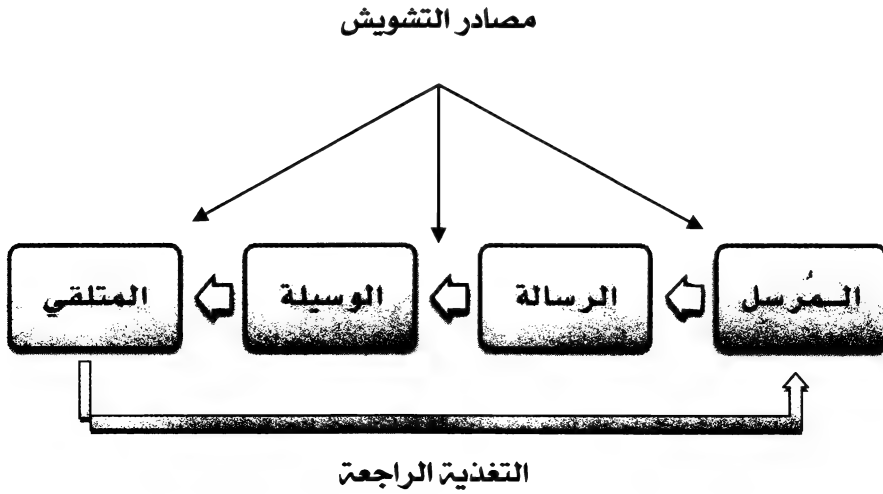 مصادر التشويش
المُرسل
الرسالة
الوسيلة
المتلقي
التغذية الراجعة